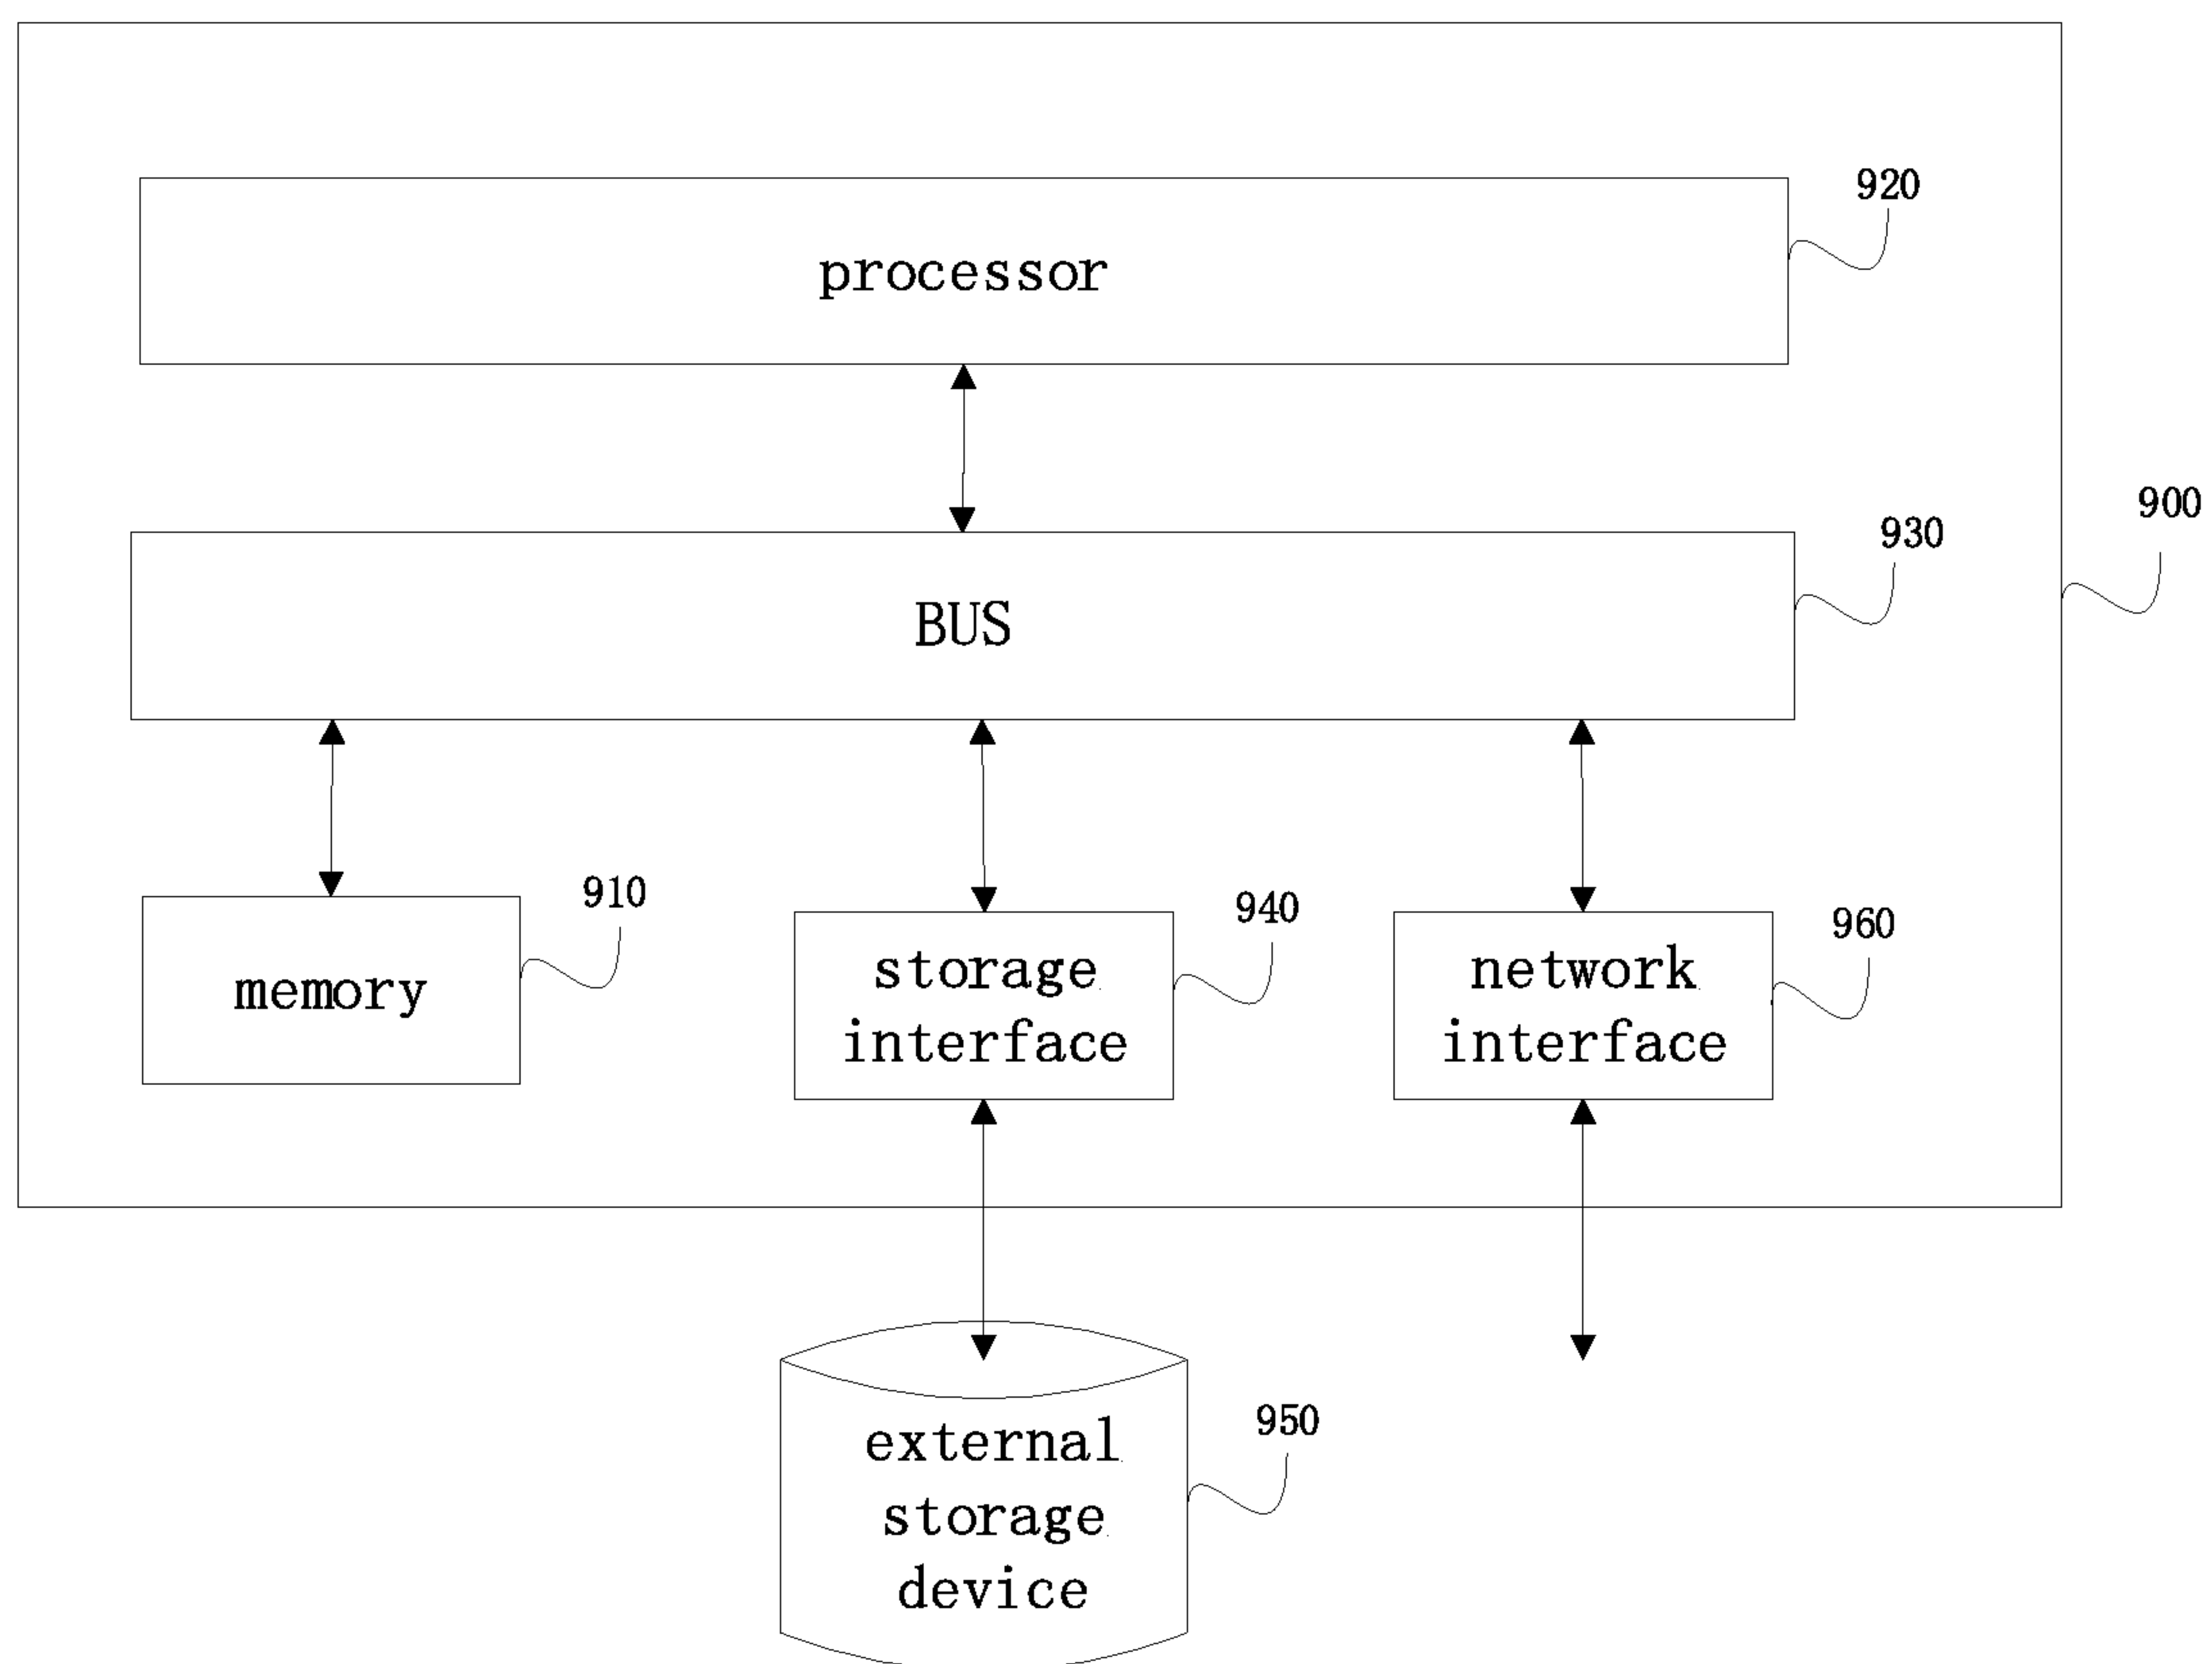 920
processor
900
930
BUS
910
memory
940
storage
interface
960
network
interface
950
external
storage
device